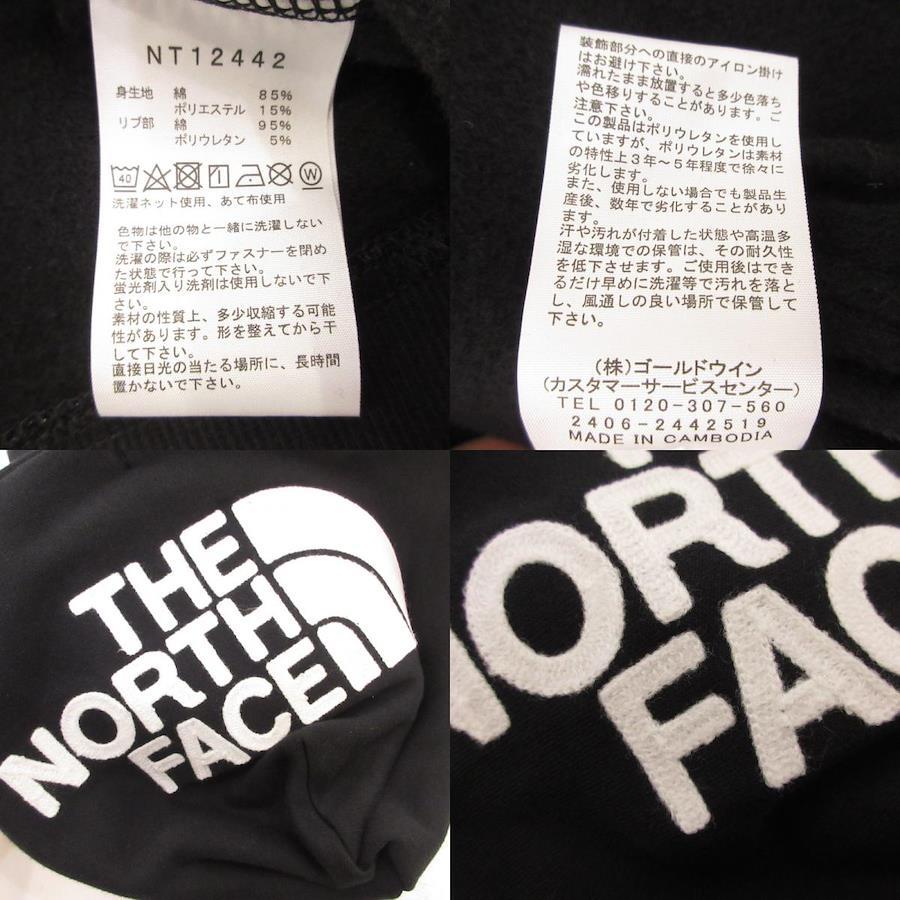 NT12442
身生地 綿 85%
ポリエステル 15%
リブ部 綿 95%
ポリウレタン 5%
40 W
洗濯ネット使用、あて布使用
色物は他の物と一緒に洗濯しない
で下さい。
洗濯の際は必ずファスナーを閉め
た状態で行って下さい。
蛍光剤入り洗剤は使用しないで下
さい。
素材の性質上、多少収縮する可能
性があります。形を整えてから干
して下さい。
直接日光の当たる場所に、長時間
置かないで下さい。
装飾部分への直接のアイロン掛け
はお避け下さい。
濡れたまま放置すると多少色落ち
や色移りすることがあります。ご
注意下さい。
この製品はポリウレタンを使用し
ていますが、ポリウレタンは素材
の特性上3年～5年程度で徐々に
劣化します。
また、使用しない場合でも製品生
産後、数年で劣化することがあり
ます。
汗や汚れが付着した状態や高温多
湿な環境での保管は、その耐久性
を低下させます。ご使用後はでき
るだけ早めに洗濯等で汚れを落と
し、風通しの良い場所で保管して
下さい。
(株)ゴールドウイン
(カスタマーサービスセンター)
TEL 0120-307-560
2406-2442519
MADE IN CAMBODIA
THE
NORTH
FACE
NORTH
FAC